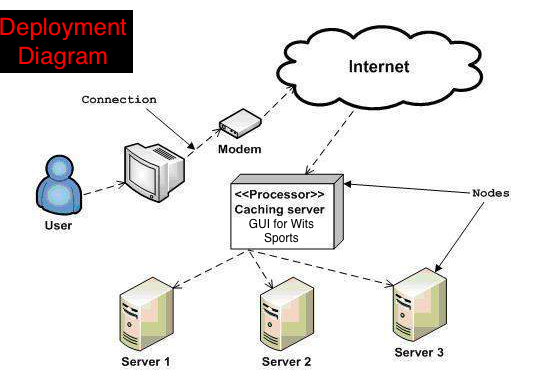 Deployment
Diagram
Internet
Connection
Modem
User
<<Processor>>
Caching server
GUI for Wits
Sports
Nodes
Server 1
Server 2
Server 3